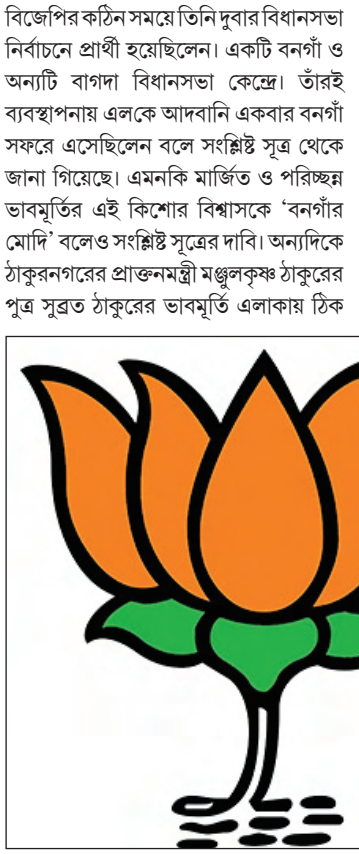 বিজেপির কঠিন সময়ে তিনি দুবার বিধানসভা
নির্বাচনে প্রার্থী হয়েছিলেন। একটি বনগাঁ ও
অন্যটি বাগদা বিধানসভা কেন্দ্রে। তাঁরই
ব্যবস্থাপনায় এলকে আদবানি একবার বনগাঁ
সফরে এসেছিলেন বলে সংশ্লিষ্ট সূত্র থেকে
জানা গিয়েছে। এমনকি মার্জিত ও পরিচ্ছন্ন
ভাবমূর্তির এই কিশোর বিশ্বাসকে ‘বনগাঁর
মোদি’ বলেও সংশ্লিষ্ট সূত্রের দাবি। অন্যদিকে
ঠাকুরনগরের প্রাক্তনমন্ত্রী মঞ্জুলকৃষ্ণ ঠাকুরের
পুত্র সুব্রত ঠাকুরের ভাবমূর্তি এলাকায় ঠিক